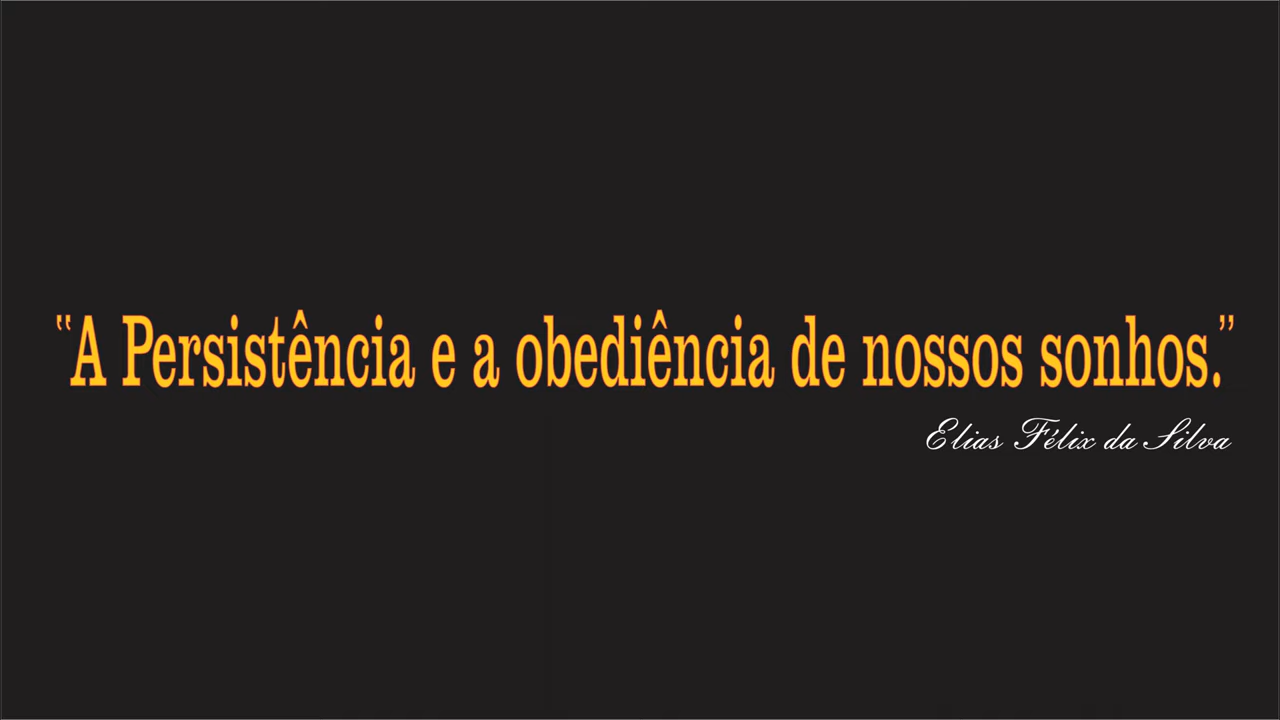 “A Persistência e a obediência de nossos sonhos.”
Elias Félix da Silva